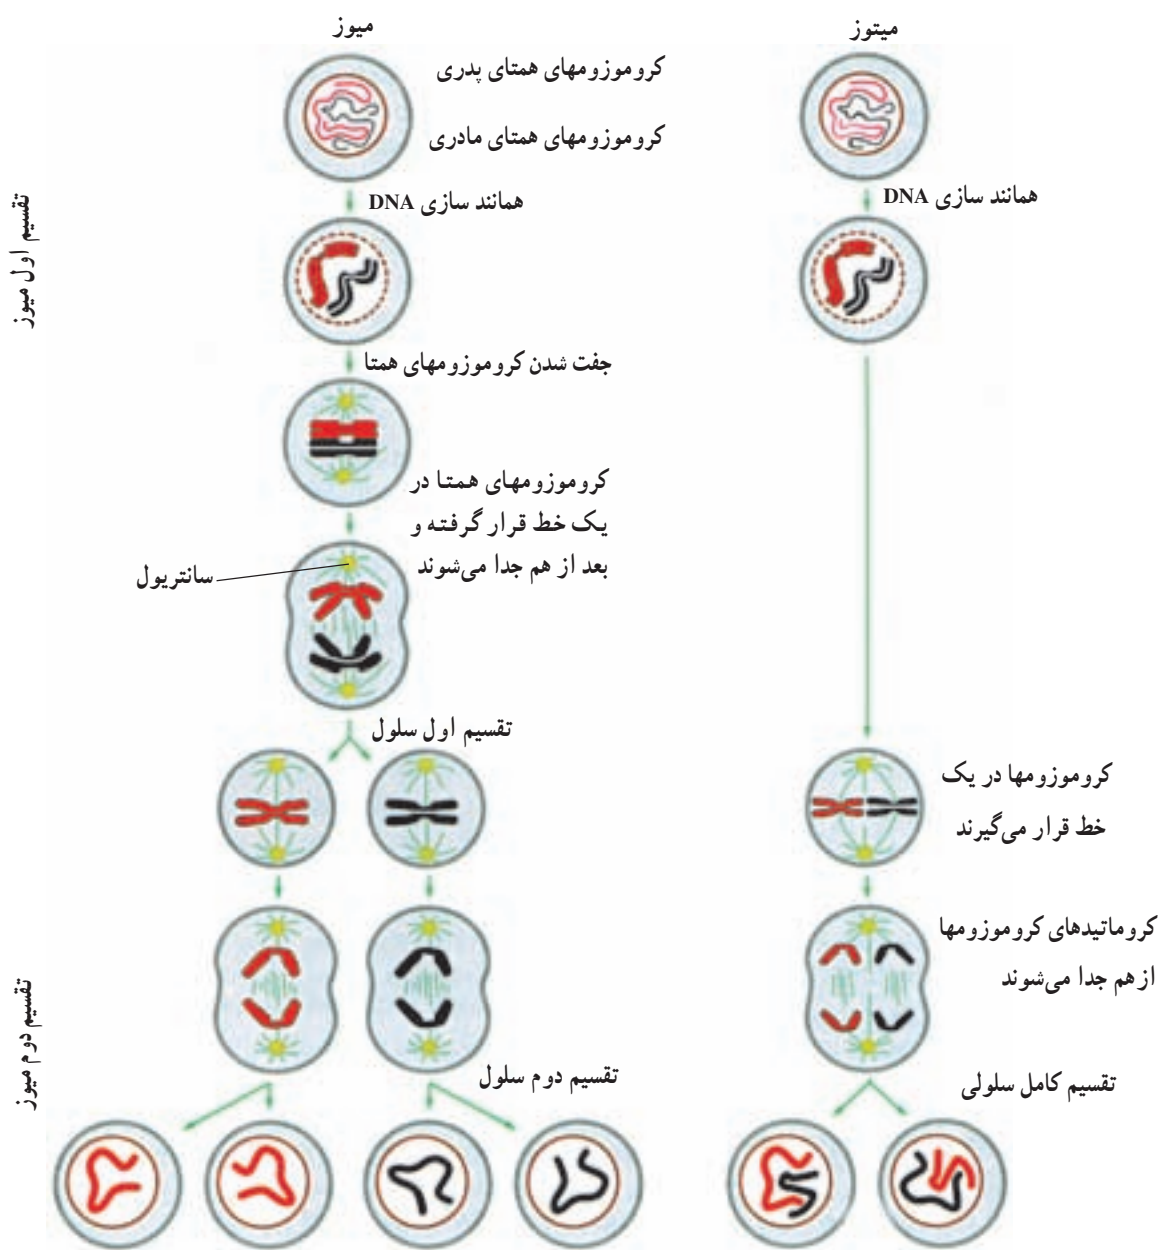 میوز
میتوز
کروموزومهای همتای پدری
کروموزومهای همتای مادری
همانند سازی DNA
همانند سازی DNA
تقسیم اول میوز
جفت شدن کروموزومهای همتا
کروموزومهای همتا در
یک خط قرار گرفته و
بعد از هم جدا می‌شوند
سانتریول
تقسیم اول سلول
کروموزومها در یک
خط قرار می‌گیرند
کروماتیدهای کروموزومها
ازهم جدا می‌شوند
تقسیم دوم میوز
تقسیم دوم سلول
تقسیم کامل سلولی